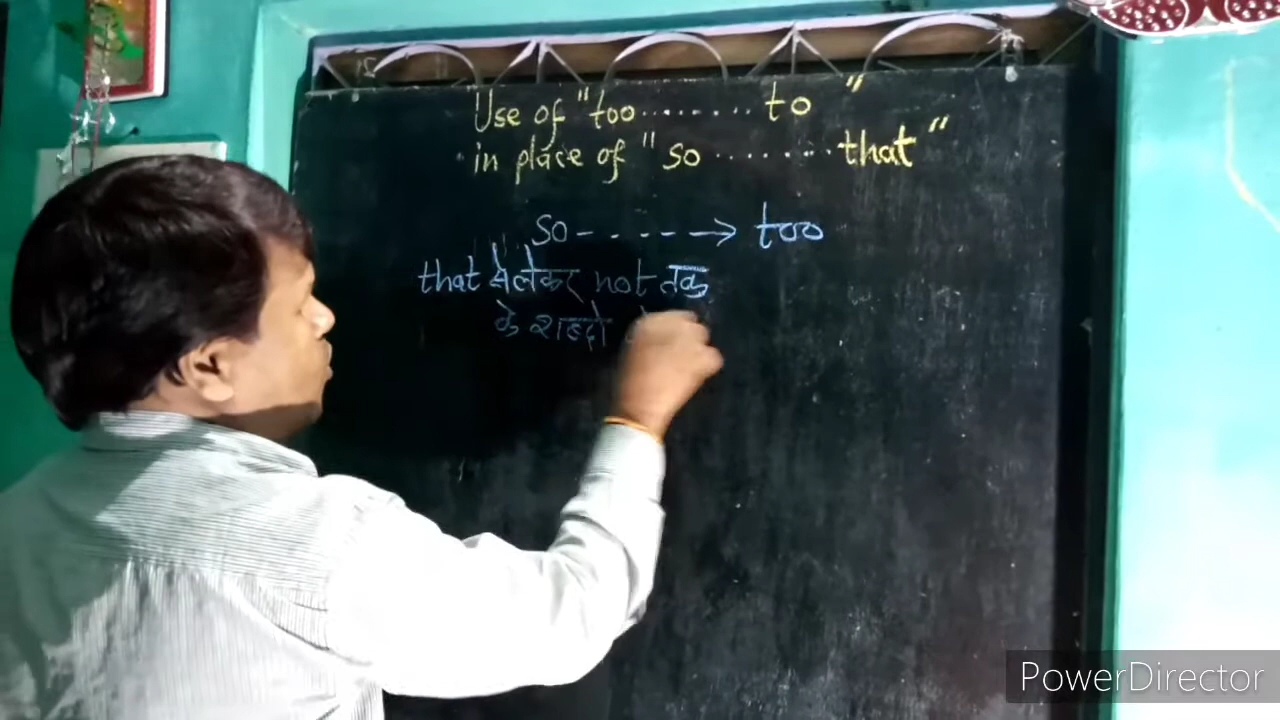 Use of "too........ to"
in place of "so.......that"
so- - - - - -> too
that से लेकर not तक
के शब्दो
PowerDirector